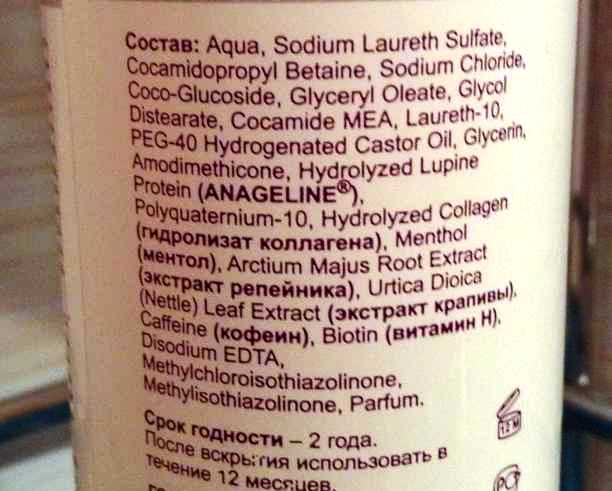 Состав: Aqua, Sodium Laureth Sulfate,
Cocamidopropyl Betaine, Sodium Chloride,
Coco-Glucoside, Glyceryl Oleate, Glycol
Distearate, Cocamide MEA, Laureth-10,
PEG-40 Hydrogenated Castor Oil, Glycerin,
Amodimethicone, Hydrolyzed Lupine
Protein (ANAGELINE®),
Polyquaternium-10, Hydrolyzed Collagen
(гидролизат коллагена), Menthol
(ментол), Arctium Majus Root Extract
(экстракт репейника), Urtica Dioica
(Nettle) Leaf Extract (экстракт крапивы),
Caffeine (кофеин), Biotin (витамин H),
Disodium EDTA,
Methylchloroisothiazolinone,
Methylisothiazolinone, Parfum.
Срок годности – 2 года.
После вскрытия использовать в
течение 12 месяцев.
12 M
РСТ